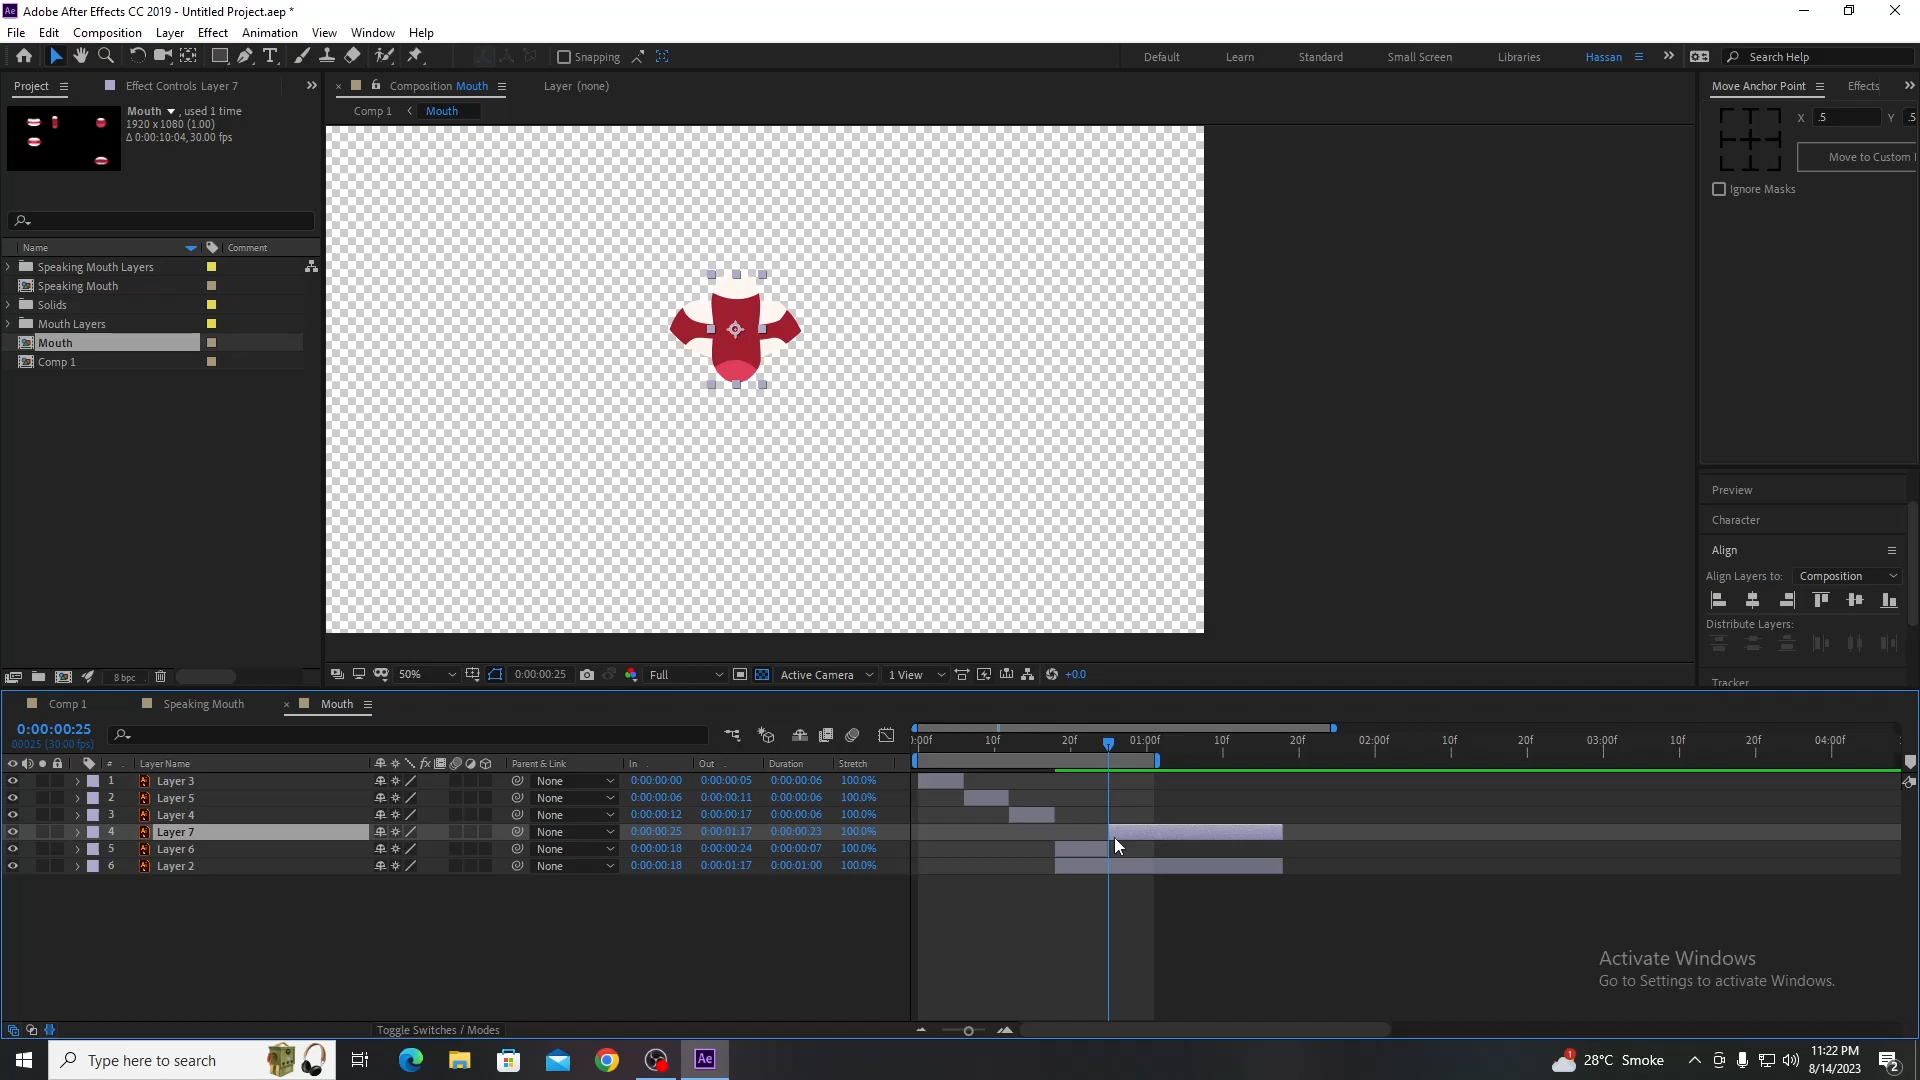 Ae Adobe After Effects CC 2019 - Untitled Project.aep *
File Edit Composition Layer Effect Animation View Window Help
Snapping Default Learn Standard Small Screen Libraries Hassan Search Help
Project Effect Controls Layer 7 Composition Mouth Layer (none) Move Anchor Point Effects
Mouth , used 1 time
1920 x 1080 (1.00)
Δ 0:00:10:04, 30.00 fps
Comp 1 Mouth
X .5 Y .5
Move to Custom
Ignore Masks
Name Comment
Speaking Mouth Layers
Speaking Mouth
Solids
Mouth Layers
Mouth
Comp 1
Preview
Character
Align
Align Layers to: Composition
Distribute Layers:
Tracker
8 bpc
50% 0:00:00:25 Full Active Camera 1 View +0.0
Comp 1 Speaking Mouth Mouth
0:00:00:25
00025 (30.00 fps)
:00f 10f 20f 01:00f 10f 20f 02:00f 10f 20f 03:00f 10f 20f 04:00f
# Layer Name fx Parent & Link In Out Duration Stretch
1 Ai Layer 3 None 0:00:00:00 0:00:00:05 0:00:00:06 100.0%
2 Ai Layer 5 None 0:00:00:06 0:00:00:11 0:00:00:06 100.0%
3 Ai Layer 4 None 0:00:00:12 0:00:00:17 0:00:00:06 100.0%
4 Ai Layer 7 None 0:00:00:25 0:00:01:17 0:00:00:23 100.0%
5 Ai Layer 6 None 0:00:00:18 0:00:00:24 0:00:00:07 100.0%
6 Ai Layer 2 None 0:00:00:18 0:00:01:17 0:00:01:00 100.0%
Activate Windows
Go to Settings to activate Windows.
Toggle Switches / Modes
Type here to search Ae 1 28°C Smoke 11:22 PM
8/14/2023 2